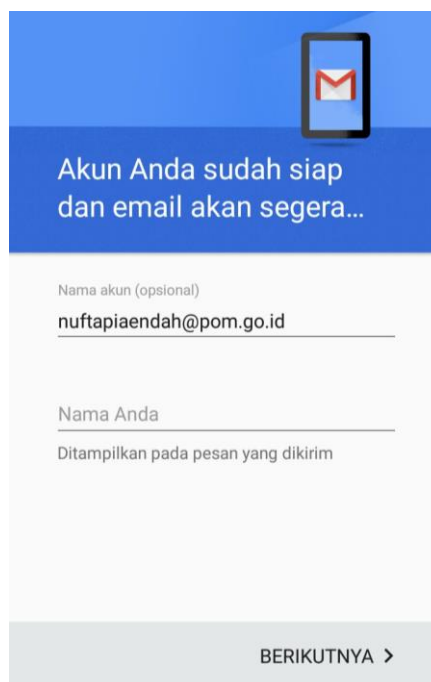 Akun Anda sudah siap
dan email akan segera...
Nama akun (opsional)
nuftapiaendah@pom.go.id
Nama Anda
Ditampilkan pada pesan yang dikirim
BERIKUTNYA >